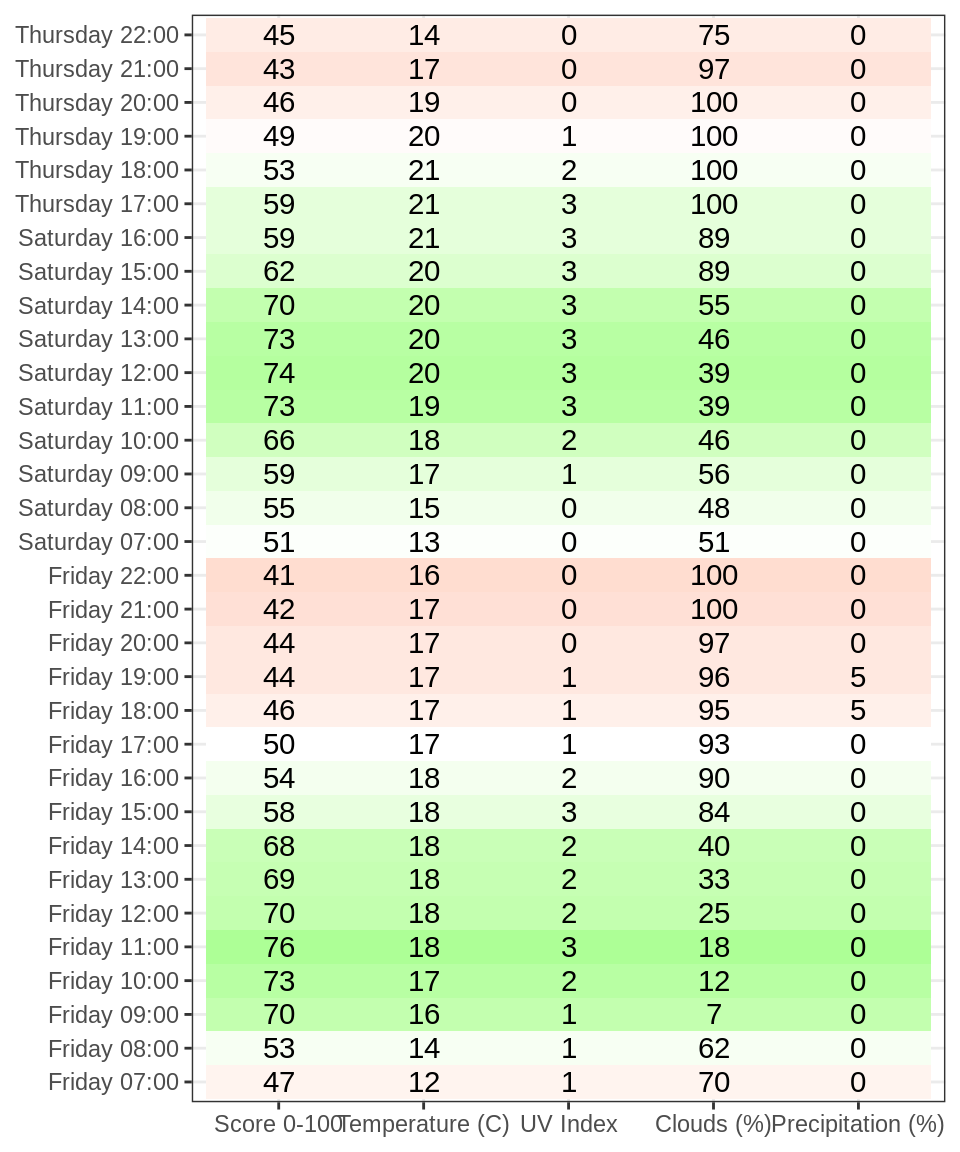 Thursday 22:00 45 14 0 75 0
Thursday 21:00 43 17 0 97 0
Thursday 20:00 46 19 0 100 0
Thursday 19:00 49 20 1 100 0
Thursday 18:00 53 21 2 100 0
Thursday 17:00 59 21 3 100 0
Saturday 16:00 59 21 3 89 0
Saturday 15:00 62 20 3 89 0
Saturday 14:00 70 20 3 55 0
Saturday 13:00 73 20 3 46 0
Saturday 12:00 74 20 3 39 0
Saturday 11:00 73 19 3 39 0
Saturday 10:00 66 18 2 46 0
Saturday 09:00 59 17 1 56 0
Saturday 08:00 55 15 0 48 0
Saturday 07:00 51 13 0 51 0
Friday 22:00 41 16 0 100 0
Friday 21:00 42 17 0 100 0
Friday 20:00 44 17 0 97 0
Friday 19:00 44 17 1 96 5
Friday 18:00 46 17 1 95 5
Friday 17:00 50 17 1 93 0
Friday 16:00 54 18 2 90 0
Friday 15:00 58 18 3 84 0
Friday 14:00 68 18 2 40 0
Friday 13:00 69 18 2 33 0
Friday 12:00 70 18 2 25 0
Friday 11:00 76 18 3 18 0
Friday 10:00 73 17 2 12 0
Friday 09:00 70 16 1 7 0
Friday 08:00 53 14 1 62 0
Friday 07:00 47 12 1 70 0
Score 0-100 Temperature (C) UV Index Clouds (%) Precipitation (%)